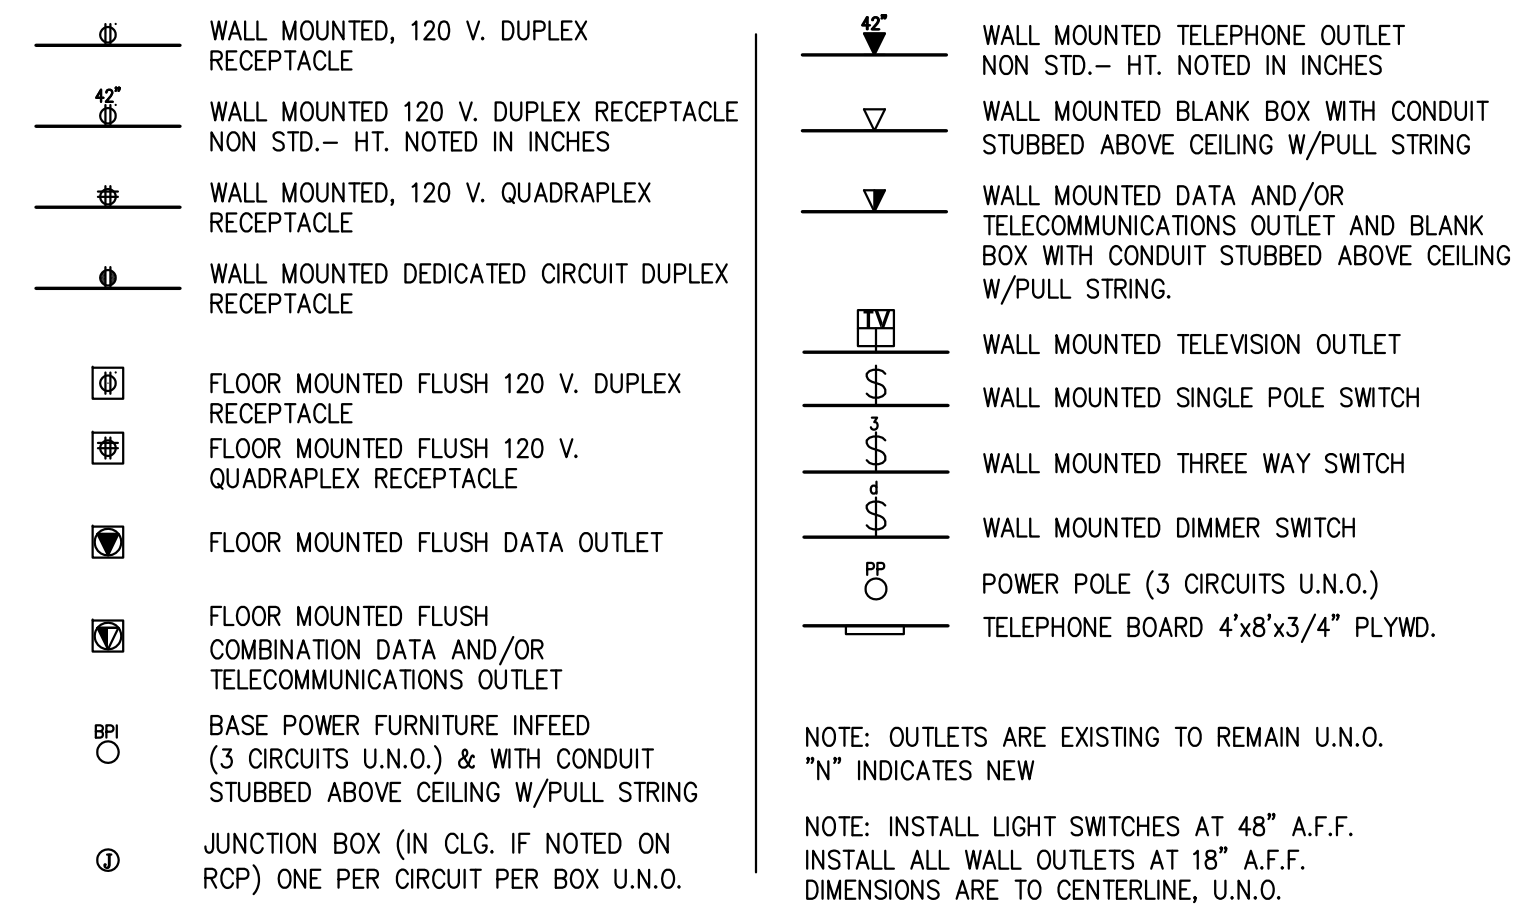 WALL MOUNTED, 120 V. DUPLEX
RECEPTACLE
42"
WALL MOUNTED 120 V. DUPLEX RECEPTACLE
NON STD.– HT. NOTED IN INCHES
WALL MOUNTED, 120 V. QUADRAPLEX
RECEPTACLE
WALL MOUNTED DEDICATED CIRCUIT DUPLEX
RECEPTACLE
FLOOR MOUNTED FLUSH 120 V. DUPLEX
RECEPTACLE
FLOOR MOUNTED FLUSH 120 V.
QUADRAPLEX RECEPTACLE
FLOOR MOUNTED FLUSH DATA OUTLET
FLOOR MOUNTED FLUSH
COMBINATION DATA AND/OR
TELECOMMUNICATIONS OUTLET
BPI
BASE POWER FURNITURE INFEED
(3 CIRCUITS U.N.O.) & WITH CONDUIT
STUBBED ABOVE CEILING W/PULL STRING
J
JUNCTION BOX (IN CLG. IF NOTED ON
RCP) ONE PER CIRCUIT PER BOX U.N.O.
42"
WALL MOUNTED TELEPHONE OUTLET
NON STD.– HT. NOTED IN INCHES
WALL MOUNTED BLANK BOX WITH CONDUIT
STUBBED ABOVE CEILING W/PULL STRING
WALL MOUNTED DATA AND/OR
TELECOMMUNICATIONS OUTLET AND BLANK
BOX WITH CONDUIT STUBBED ABOVE CEILING
W/PULL STRING.
TV
WALL MOUNTED TELEVISION OUTLET
$
WALL MOUNTED SINGLE POLE SWITCH
3
$
WALL MOUNTED THREE WAY SWITCH
d
$
WALL MOUNTED DIMMER SWITCH
PP
POWER POLE (3 CIRCUITS U.N.O.)
TELEPHONE BOARD 4'x8'x3/4" PLYWD.
NOTE: OUTLETS ARE EXISTING TO REMAIN U.N.O.
"N" INDICATES NEW
NOTE: INSTALL LIGHT SWITCHES AT 48" A.F.F.
INSTALL ALL WALL OUTLETS AT 18" A.F.F.
DIMENSIONS ARE TO CENTERLINE, U.N.O.